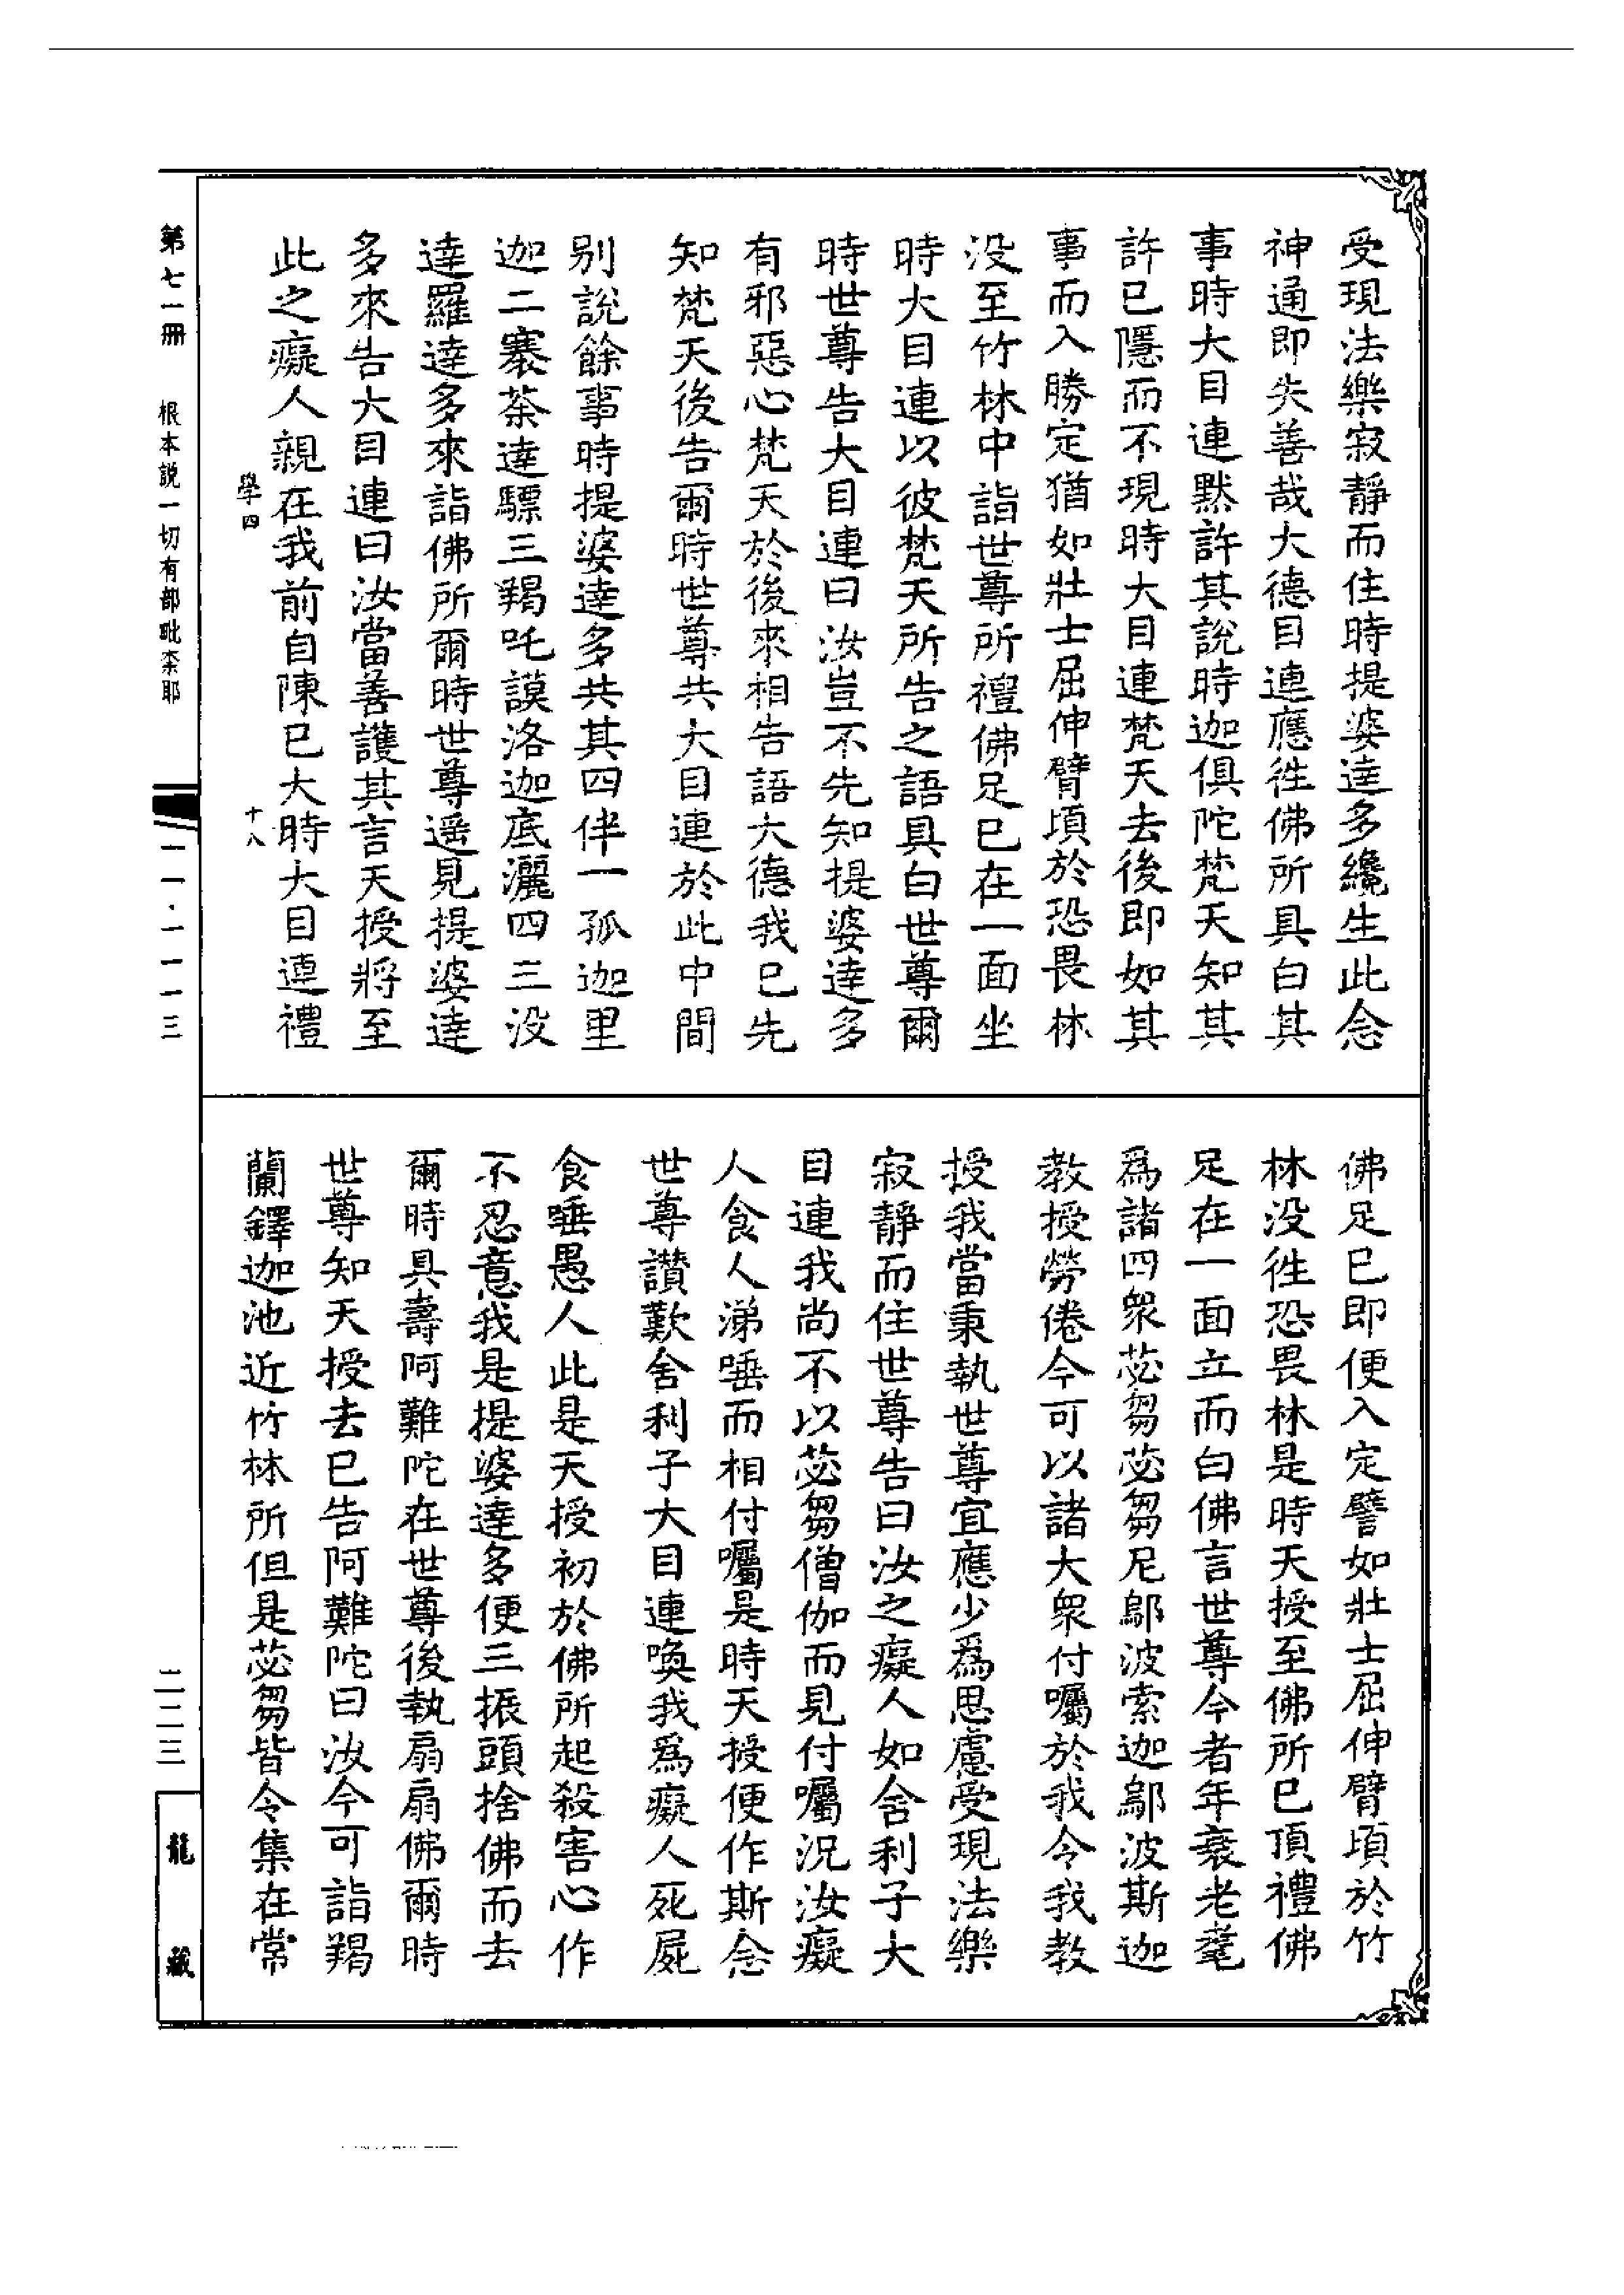 受現法樂寂靜而住時提婆達多纔生此念
神通即失善哉大德目連應徃佛所具白其
事時大目連默許其說時迦俱陀梵天知其
許已隱而不現時大目連梵天去後即如其
事而入勝定猶如壯士屈伸臂頃於恐畏林
没至竹林中詣世尊所禮佛足已在一面坐
時大目連以彼梵天所告之語具白世尊爾
時世尊告大目連曰汝豈不先知提婆達多
有邪惡心梵天於後來相告語大德我已先
知梵天後告爾時世尊共大目連於此中間
别說餘事時提婆達多共其四伴一孤迦里
迦二褰荼達驃三羯吒謨洛迦底灑四三没
達羅達多來詣佛所爾時世尊遥見提婆達
多來告大目連曰汝當善護其言天授將至
此之癡人親在我前自陳已大時大目連禮
學四
十八
佛足已即便入定譬如壯士屈伸臂頃於竹
林没徃恐畏林是時天授至佛所已頂禮佛
足在一面立而白佛言世尊今者年衰老耄
爲諸四衆苾芻苾芻尼鄔波索迦鄔波斯迦
教授勞倦今可以諸大衆付囑於我令我教
授我當秉執世尊宜應少爲思慮受現法樂
寂靜而住世尊告曰汝之癡人如舍利子大
目連我尚不以苾芻僧伽而見付囑况汝癡
人食人涕唾而相付囑是時天授便作斯念
世尊讃歎舍利子大目連喚我爲癡人死屍
食唾愚人此是天授初於佛所起殺害心作
不忍意我是提婆達多便三振頭捨佛而去
爾時具壽阿難陀在世尊後執扇扇佛爾時
世尊知天授去已告阿難陀曰汝今可詣羯
蘭鐸迦池近竹林所但是苾芻皆令集在常
第七一册
根本説一切有部毗柰耶
一一·一一一三
二二三
龍藏